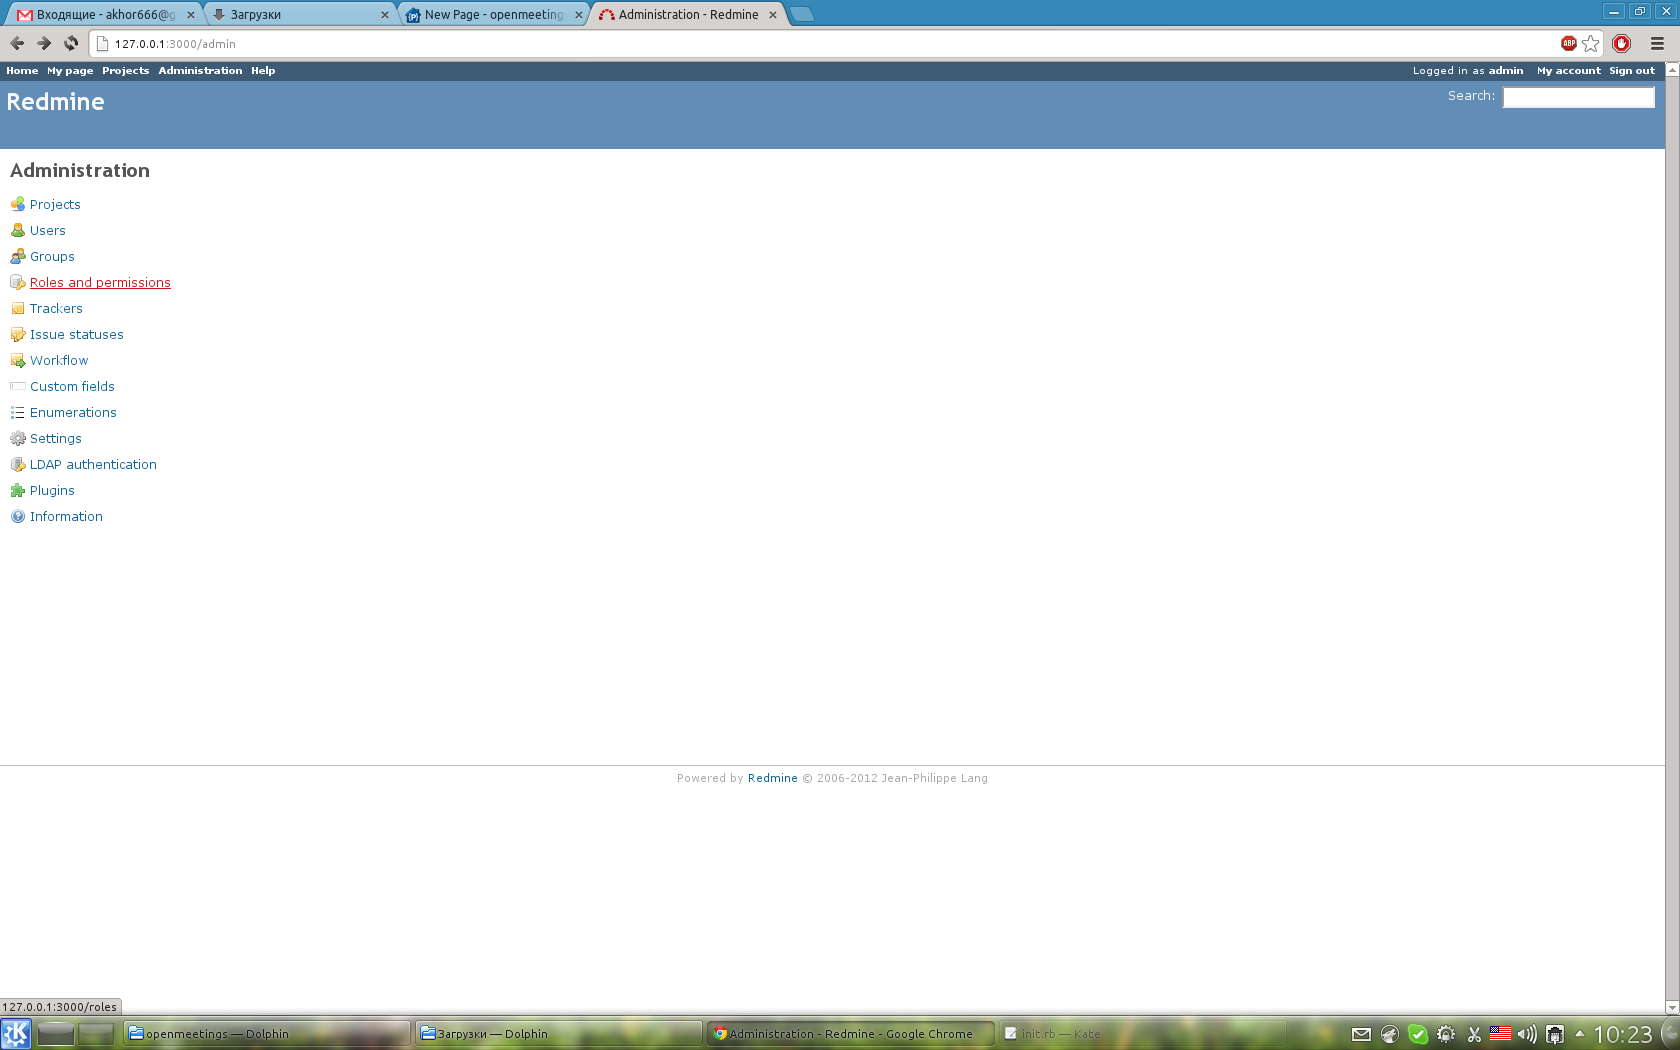 Входящие - akhor666@g
Загрузки
New Page - openmeeting
Administration - Redmine
127.0.0.1:3000/admin
ABP
Home My page Projects Administration Help
Logged in as admin My account Sign out
Redmine
Search:
Administration
Projects
Users
Groups
Roles and permissions
Trackers
Issue statuses
Workflow
Custom fields
Enumerations
Settings
LDAP authentication
Plugins
Information
Powered by Redmine © 2006-2012 Jean-Philippe Lang
127.0.0.1:3000/roles
openmeetings — Dolphin
Загрузки — Dolphin
Administration - Redmine - Google Chrome
init.rb — Kate
10:23